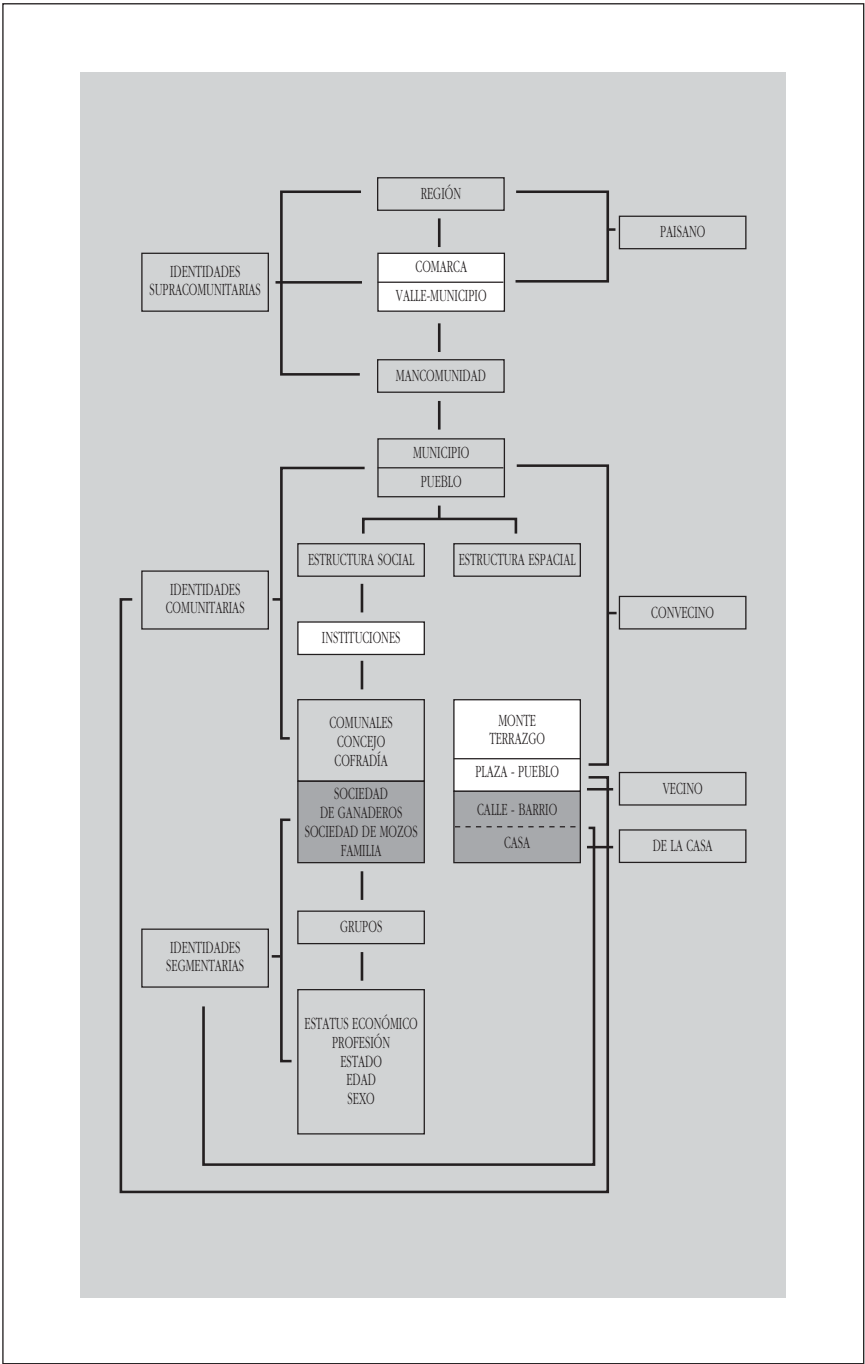 REGIÓN
PAISANO
IDENTIDADES
SUPRACOMUNITARIAS
COMARCA
VALLE-MUNICIPIO
MANCOMUNIDAD
MUNICIPIO
PUEBLO
ESTRUCTURA SOCIAL
ESTRUCTURA ESPACIAL
IDENTIDADES
COMUNITARIAS
CONVECINO
INSTITUCIONES
COMUNALES
CONCEJO
COFRADÍA
MONTE
TERRAZGO
PLAZA - PUEBLO
VECINO
SOCIEDAD
DE GANADEROS
SOCIEDAD DE MOZOS
FAMILIA
CALLE - BARRIO
CASA
DE LA CASA
GRUPOS
IDENTIDADES
SEGMENTARIAS
ESTATUS ECONÓMICO
PROFESIÓN
ESTADO
EDAD
SEXO